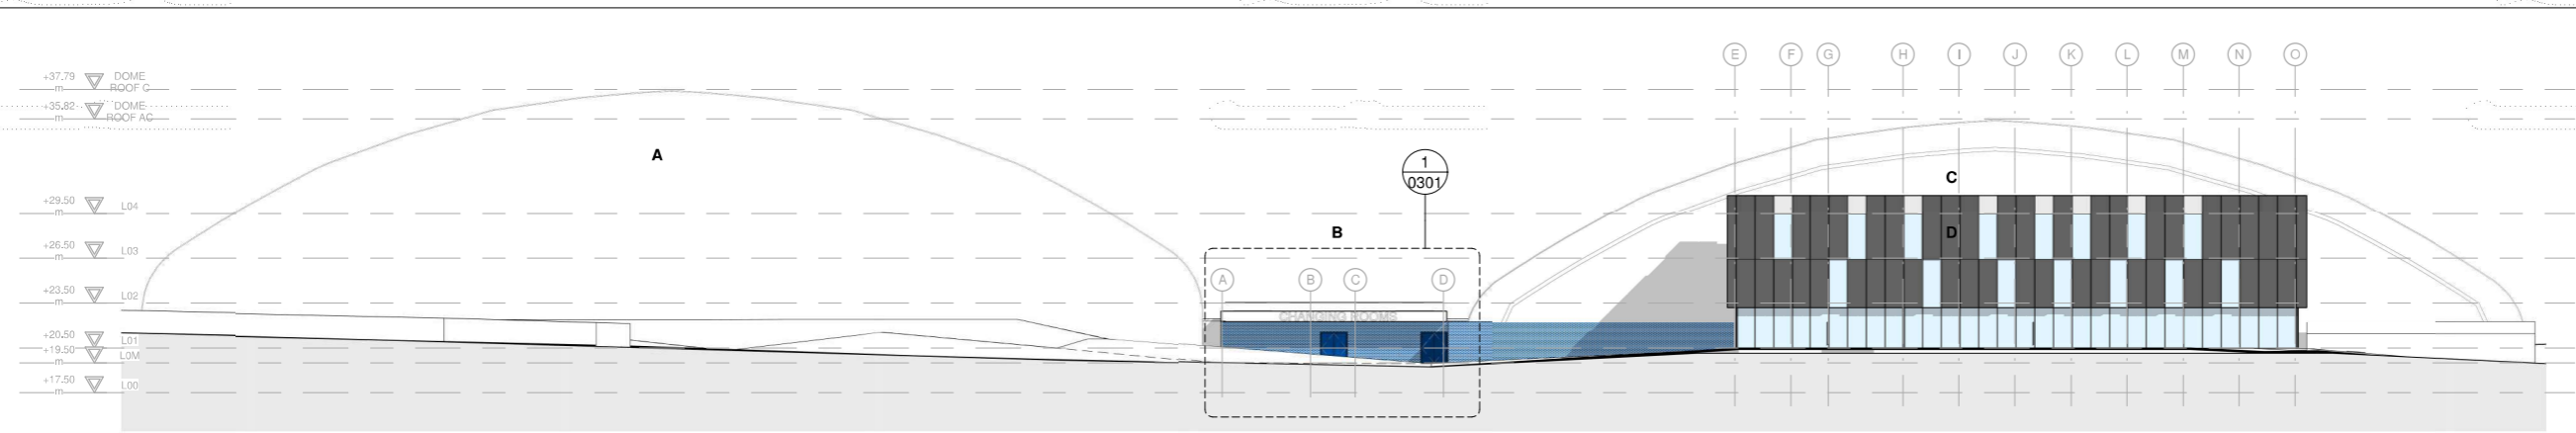 E F G H I J K L M N O
+37.79
m
DOME
ROOF C
+35.82
m
DOME
ROOF AC
A
1
0301
C
+29.50
m
L04
B
D
+26.50
m
L03
A B C D
+23.50
m
L02
CHANGING ROOMS
+20.50
m
L01
+19.50
m
L0M
+17.50
m
L00